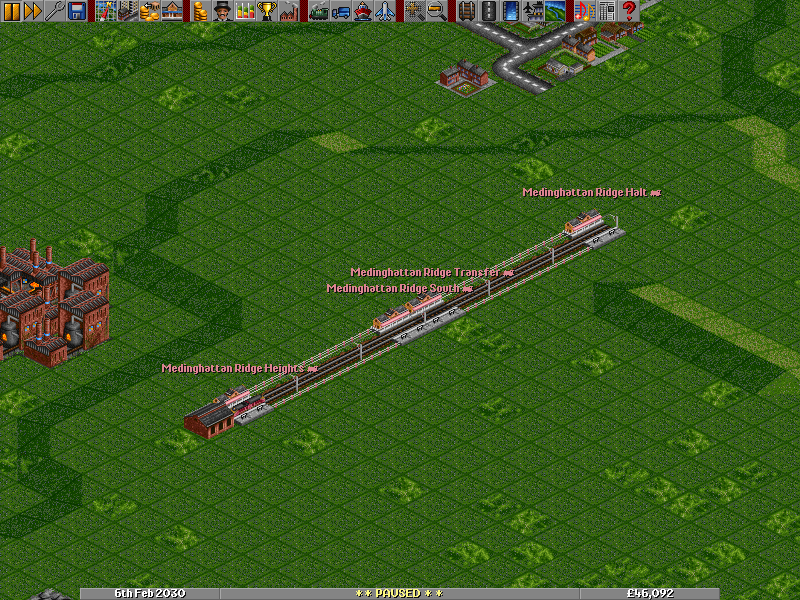 Medinghattan Ridge Halt
Medinghattan Ridge Transfer
Medinghattan Ridge South
Medinghattan Ridge Heights
6th Feb 2030
* * PAUSED * *
£46,092